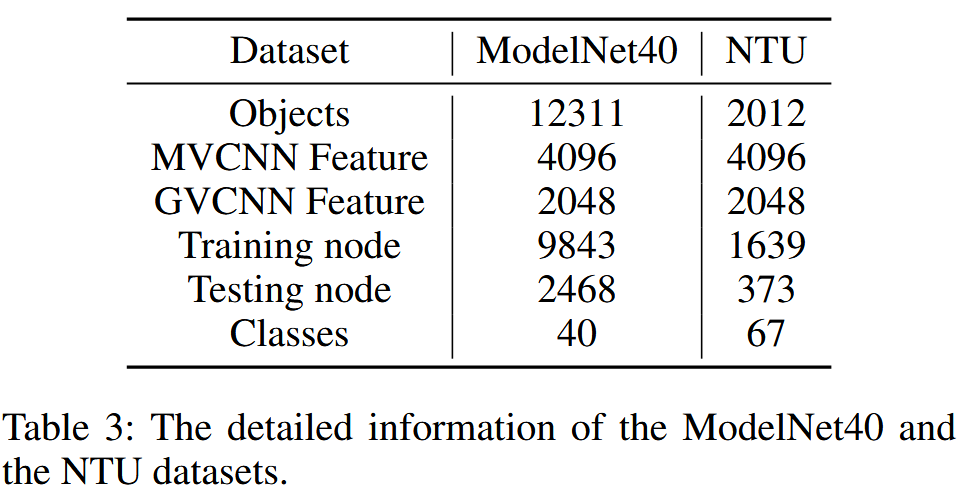 Dataset ModelNet40 NTU
Objects 12311 2012
MVCNN Feature 4096 4096
GVCNN Feature 2048 2048
Training node 9843 1639
Testing node 2468 373
Classes 40 67
Table 3: The detailed information of the ModelNet40 and
the NTU datasets.